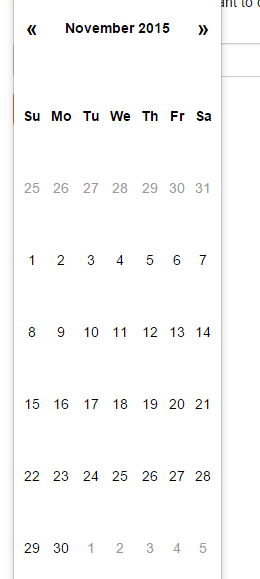 ant to
« November 2015 »
Su Mo Tu We Th Fr Sa
25 26 27 28 29 30 31
1 2 3 4 5 6 7
8 9 10 11 12 13 14
15 16 17 18 19 20 21
22 23 24 25 26 27 28
29 30 1 2 3 4 5